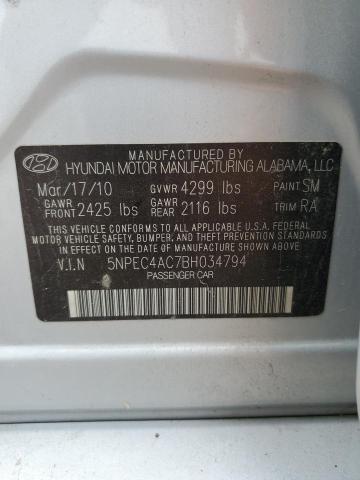 MANUFACTURED BY
HYUNDAI MOTOR MANUFACTURING ALABAMA, LLC
Mar/17/10 GVWR 4299 lbs PAINT SM
GAWR FRONT 2425 lbs GAWR REAR 2116 lbs TRIM RA
THIS VEHICLE CONFORMS TO ALL APPLICABLE U.S. FEDERAL
MOTOR VEHICLE SAFETY, BUMPER, AND THEFT PREVENTION STANDARDS
IN EFFECT ON THE DATE OF MANUFACTURE SHOWN ABOVE.
V.I.N 5NPEC4AC7BH034794
PASSENGER CAR